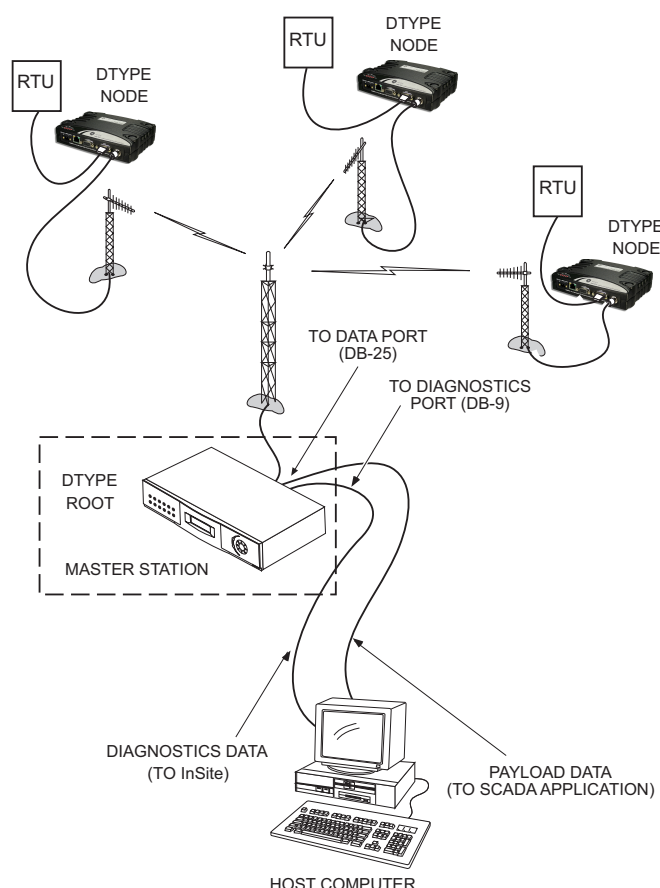 RTU
DTYPE
NODE
RTU
DTYPE
NODE
RTU
DTYPE
NODE
TO DATA PORT
(DB-25)
TO DIAGNOSTICS
PORT (DB-9)
DTYPE
ROOT
MASTER STATION
DIAGNOSTICS DATA
(TO InSite)
PAYLOAD DATA
(TO SCADA APPLICATION)
HOST COMPUTER